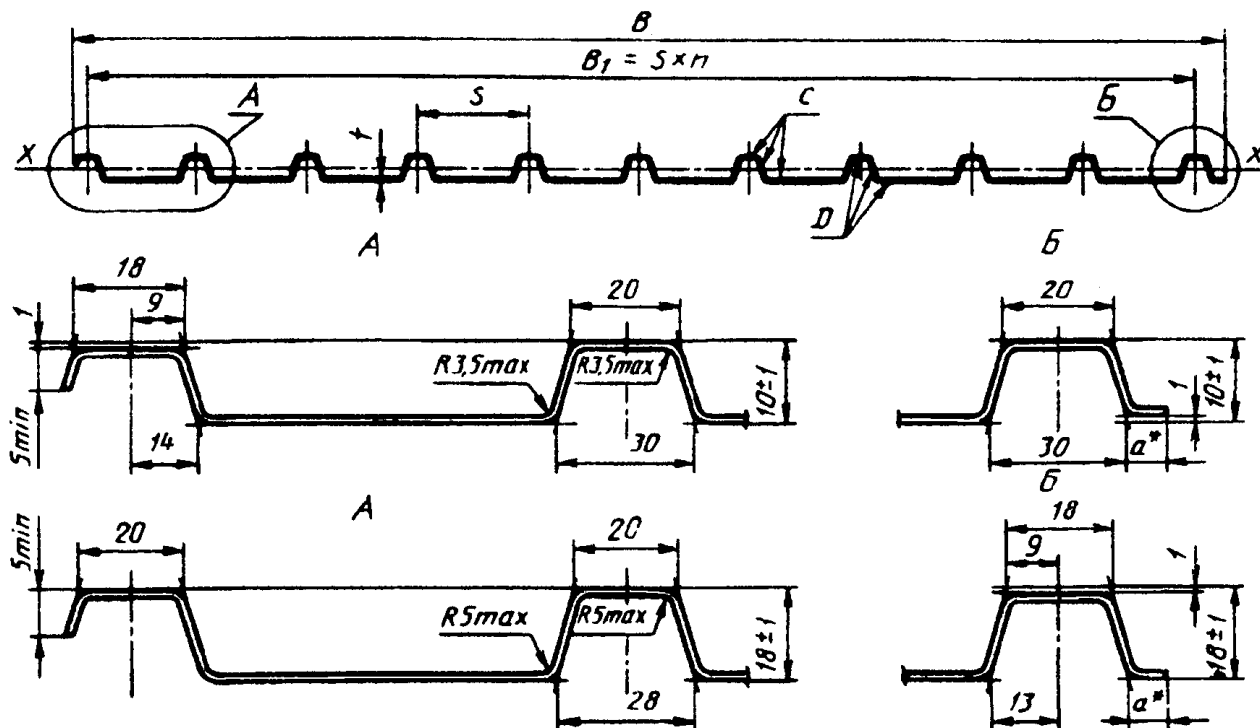 B
B₁ = S×n
А
S
C
Б
X
t
X
D
А
Б
18
20
20
1
9
R3,5max
R3,5max
10±1
1
10±1
5min
14
30
30
a*
А
Б
5min
20
20
18
9
1
R5max
R5max
18±1
18±1
28
13
a*